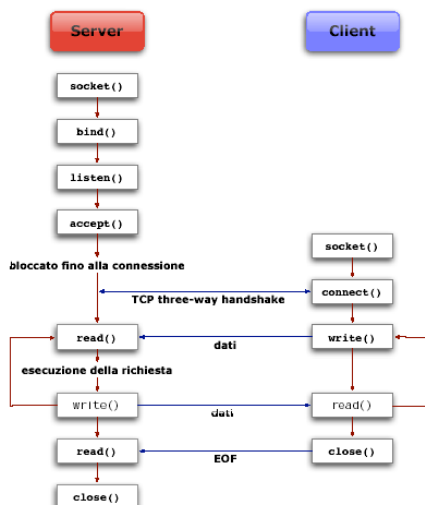 Server
Client
socket()
bind()
listen()
accept()
socket()
bloccato fino alla connessione
connect()
TCP three-way handshake
read()
write()
dati
esecuzione della richiesta
write()
read()
dati
read()
close()
EOF
close()